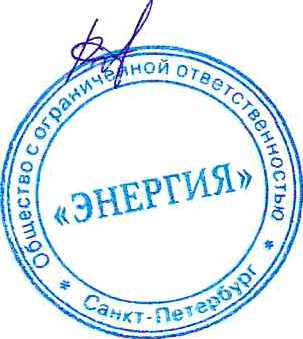 Общество с ограниченной ответственностью
«ЭНЕРГИЯ»
* Санкт-Петербург *